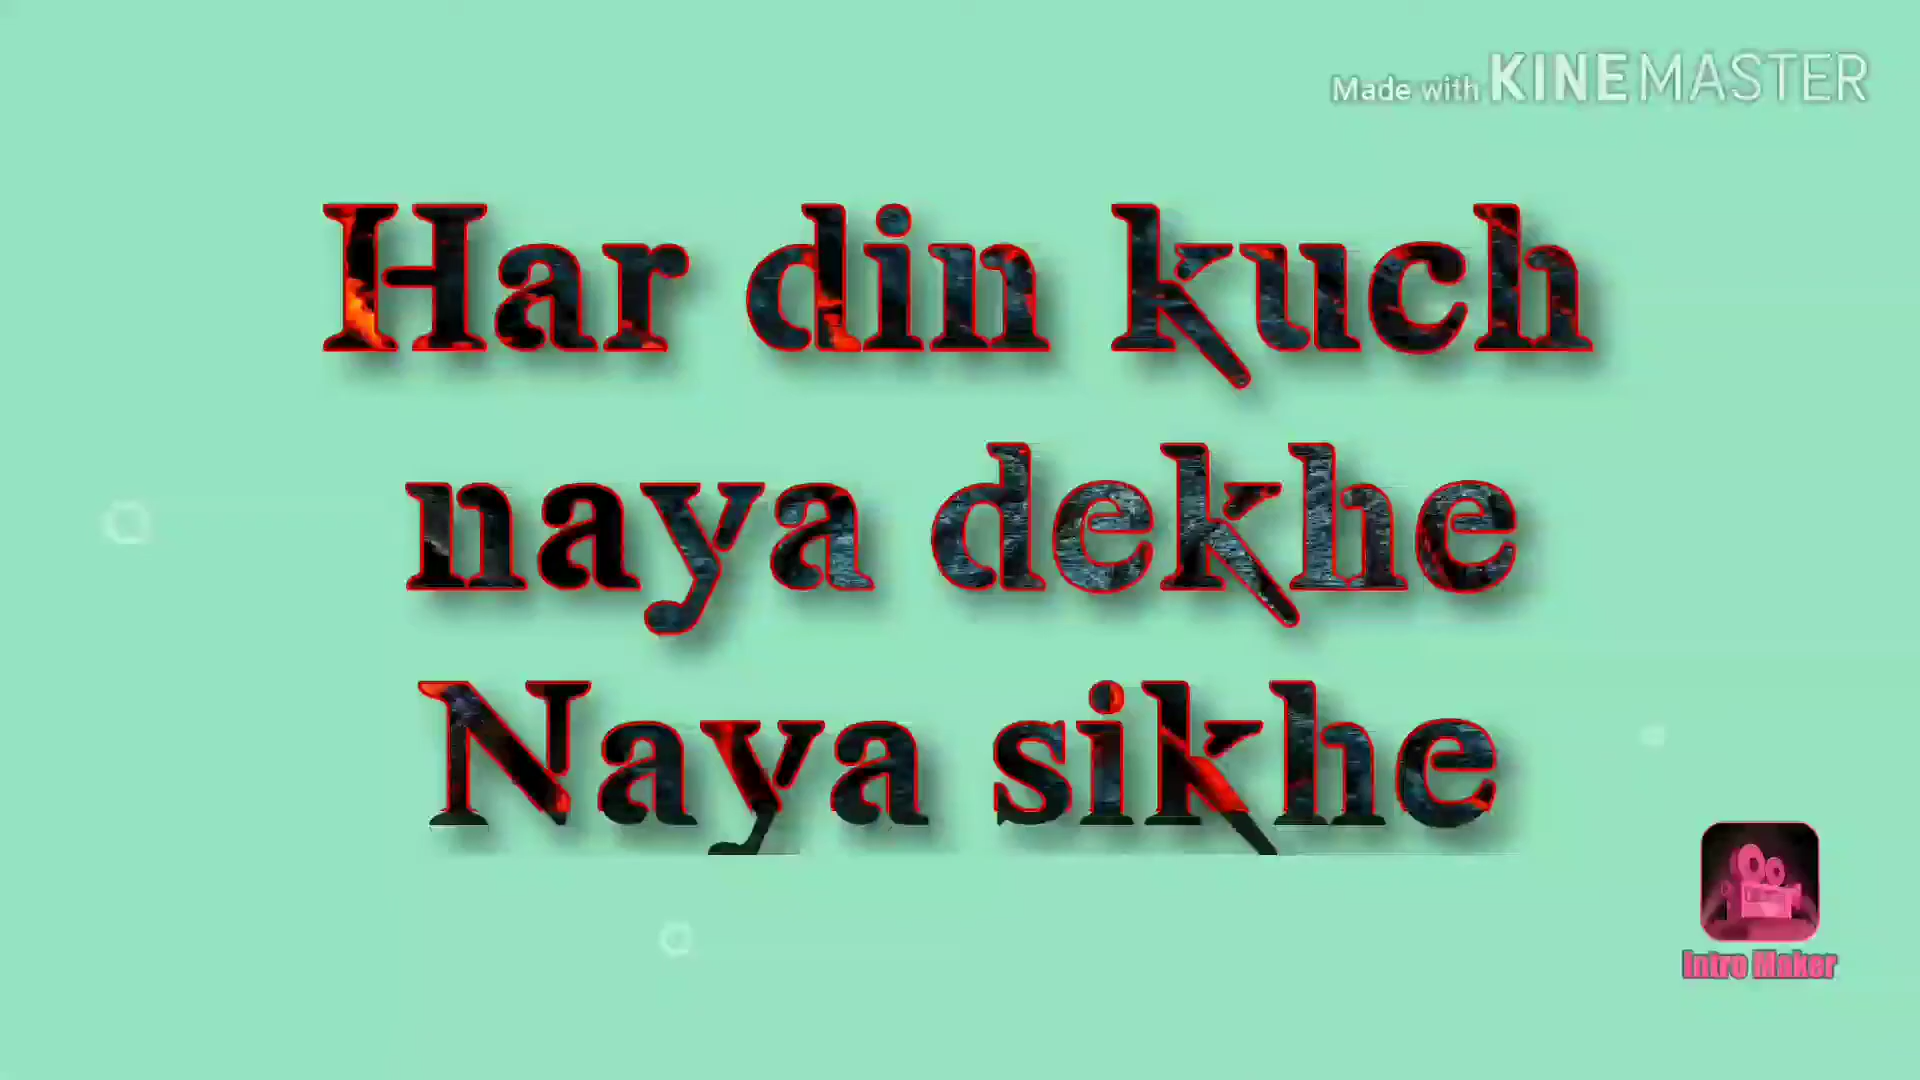 Made with KINEMASTER
Har din kuch
naya dekhe
Naya sikhe
Intro Maker